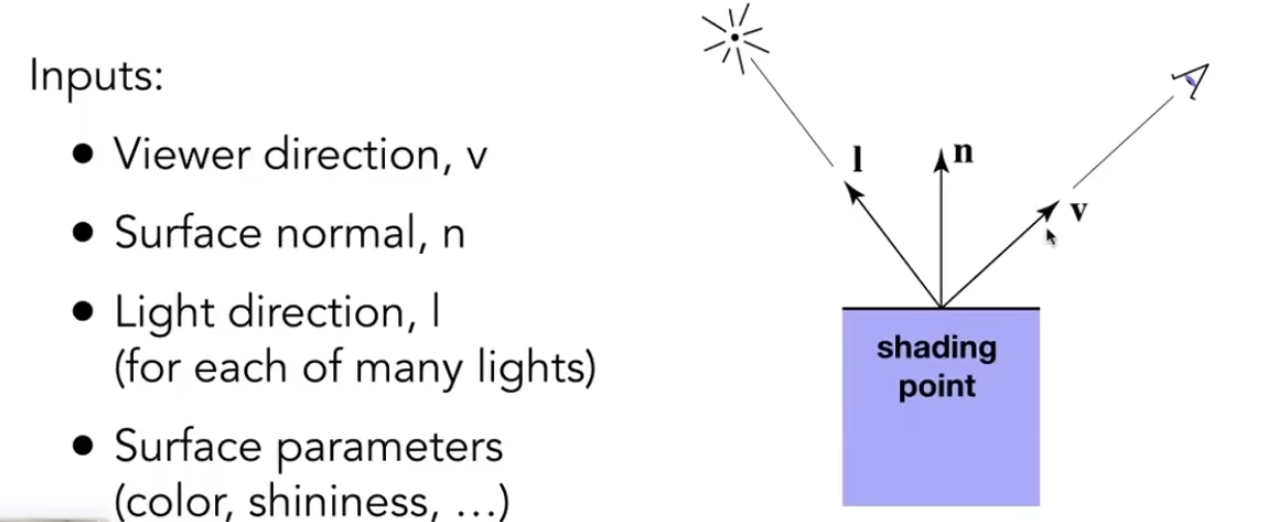 Inputs:
• Viewer direction, v
• Surface normal, n
• Light direction, l
(for each of many lights)
• Surface parameters
(color, shininess, ...)
l
n
v
shading
point